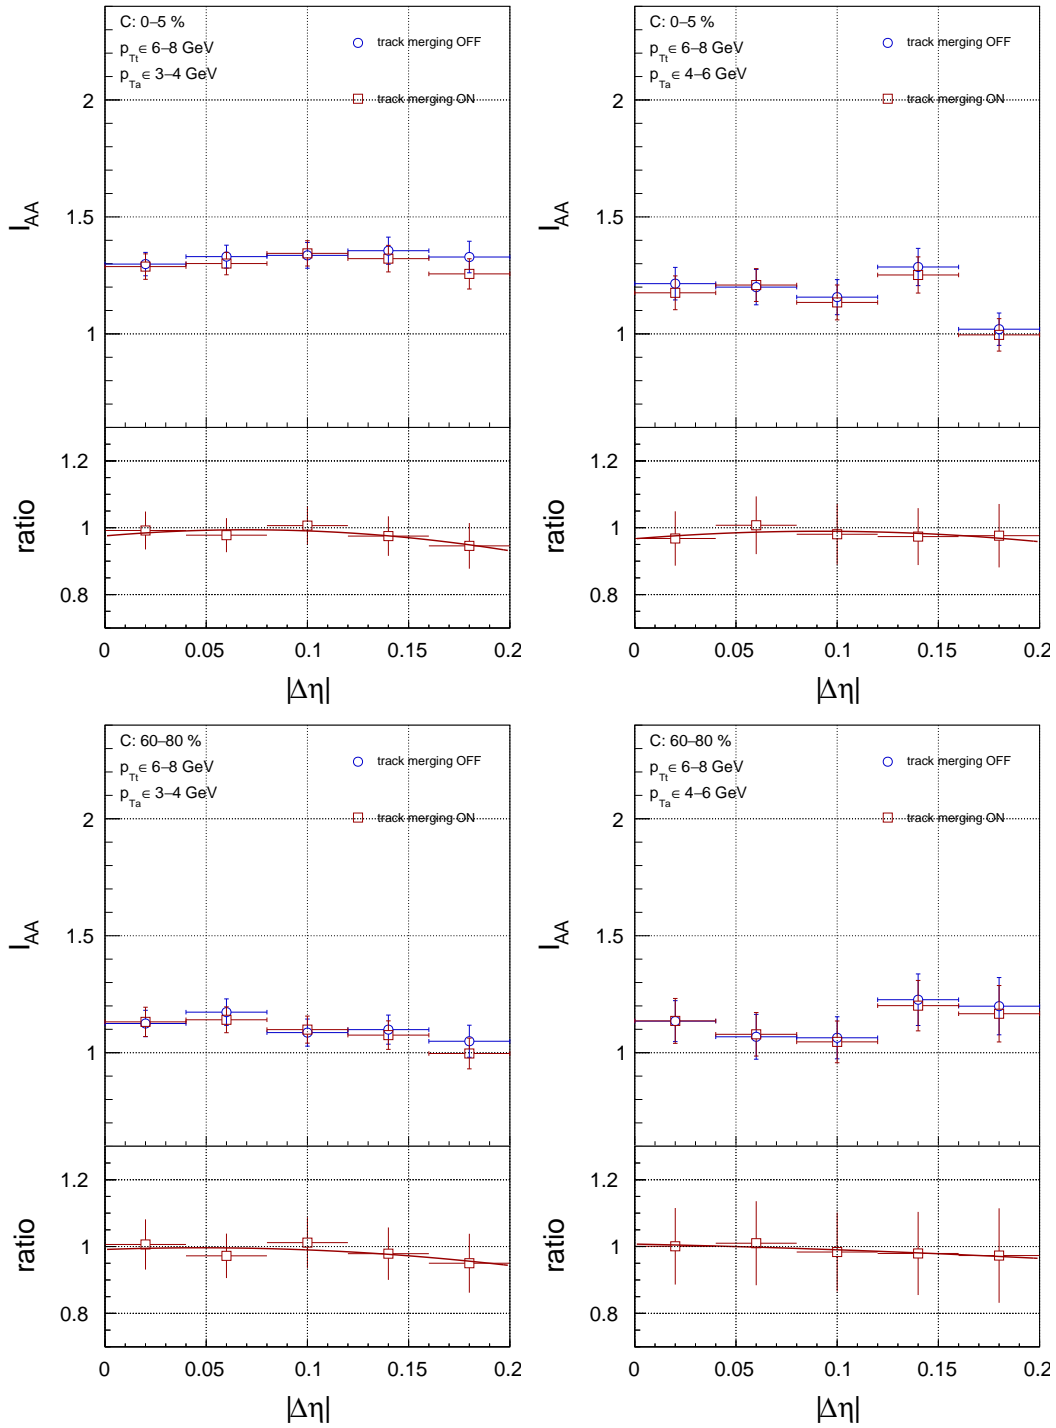 C: 0–5 %
p_Tt ∈ 6–8 GeV
p_Ta ∈ 3–4 GeV
track merging OFF
track merging ON
2
1.5
1
I_AA
1.2
1
0.8
ratio
0 0.05 0.1 0.15 0.2
|Δη|
C: 0–5 %
p_Tt ∈ 6–8 GeV
p_Ta ∈ 4–6 GeV
track merging OFF
track merging ON
2
1.5
1
I_AA
1.2
1
0.8
ratio
0 0.05 0.1 0.15 0.2
|Δη|
C: 60–80 %
p_Tt ∈ 6–8 GeV
p_Ta ∈ 3–4 GeV
track merging OFF
track merging ON
2
1.5
1
I_AA
1.2
1
0.8
ratio
0 0.05 0.1 0.15 0.2
|Δη|
C: 60–80 %
p_Tt ∈ 6–8 GeV
p_Ta ∈ 4–6 GeV
track merging OFF
track merging ON
2
1.5
1
I_AA
1.2
1
0.8
ratio
0 0.05 0.1 0.15 0.2
|Δη|